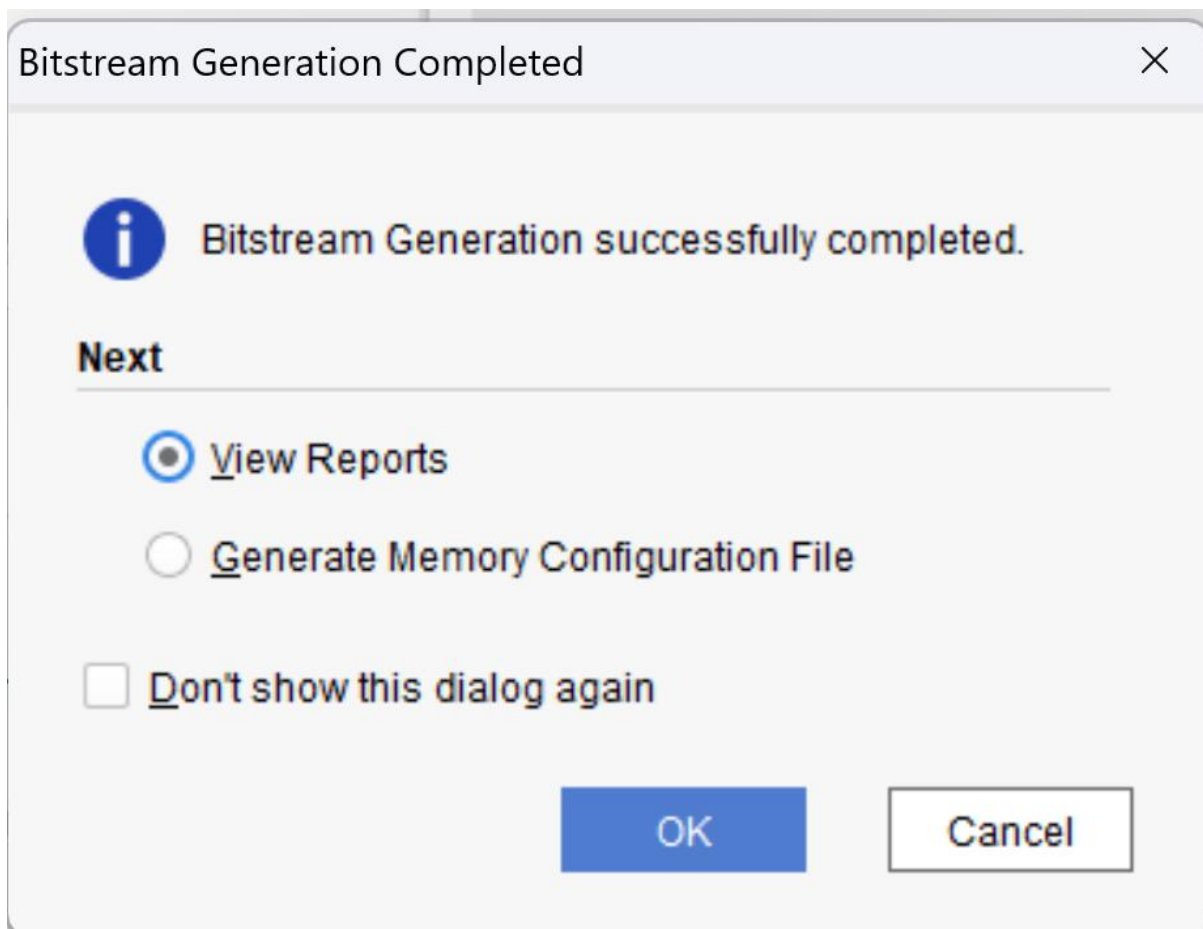 Bitstream Generation Completed
Bitstream Generation successfully completed.
Next
View Reports
Generate Memory Configuration File
Don't show this dialog again
OK
Cancel